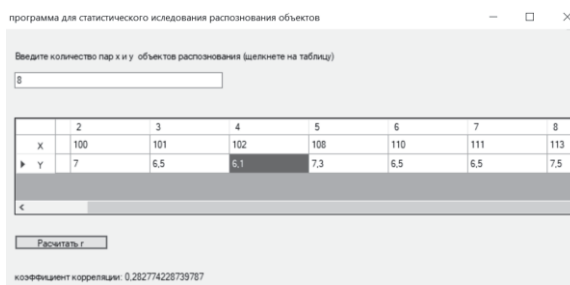 программа для статистического иследования распознования объектов
Введите количество пар x и y объектов распознования (щелкнете на таблицу)
8
2 3 4 5 6 7 8
X 100 101 102 108 110 111 113
Y 7 6,5 6,1 7,3 6,5 6,5 7,5
Расчитать r
коэффициент корреляции: 0,282774228739787